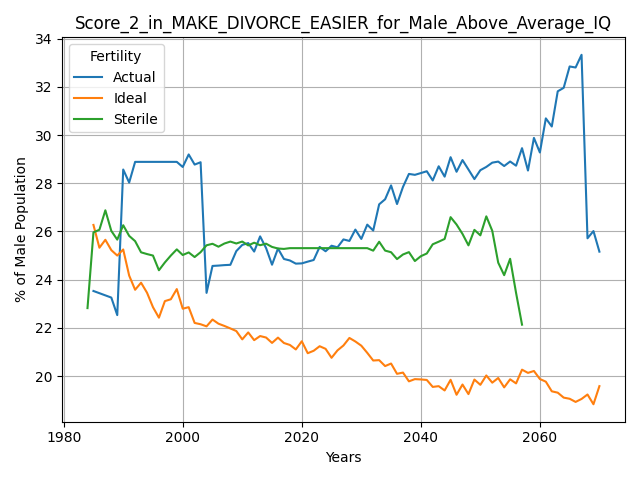 Score_2_in_MAKE_DIVORCE_EASIER_for_Male_Above_Average_IQ
34
32
30
28
26
24
22
20
% of Male Population
Fertility
Actual
Ideal
Sterile
1980
2000
2020
2040
2060
Years